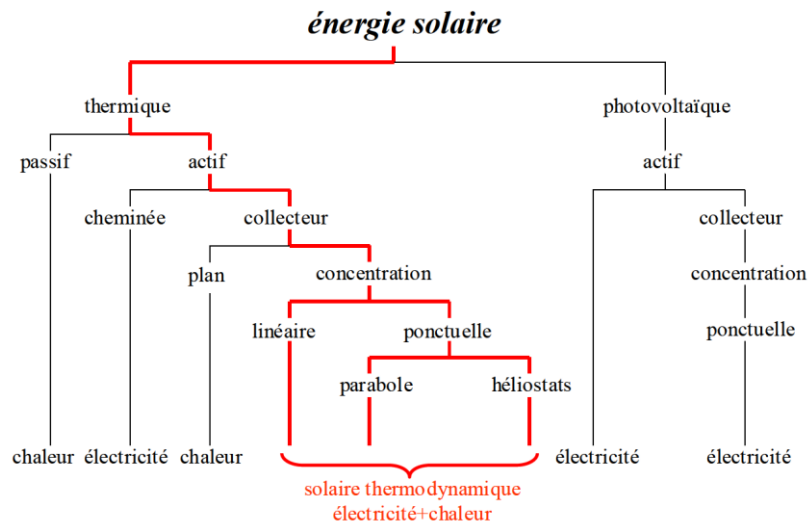 énergie solaire
thermique photovoltaïque
passif actif actif
cheminée collecteur collecteur
plan concentration concentration
linéaire ponctuelle ponctuelle
parabole héliostats
chaleur électricité chaleur électricité électricité
solaire thermodynamique
électricité+chaleur